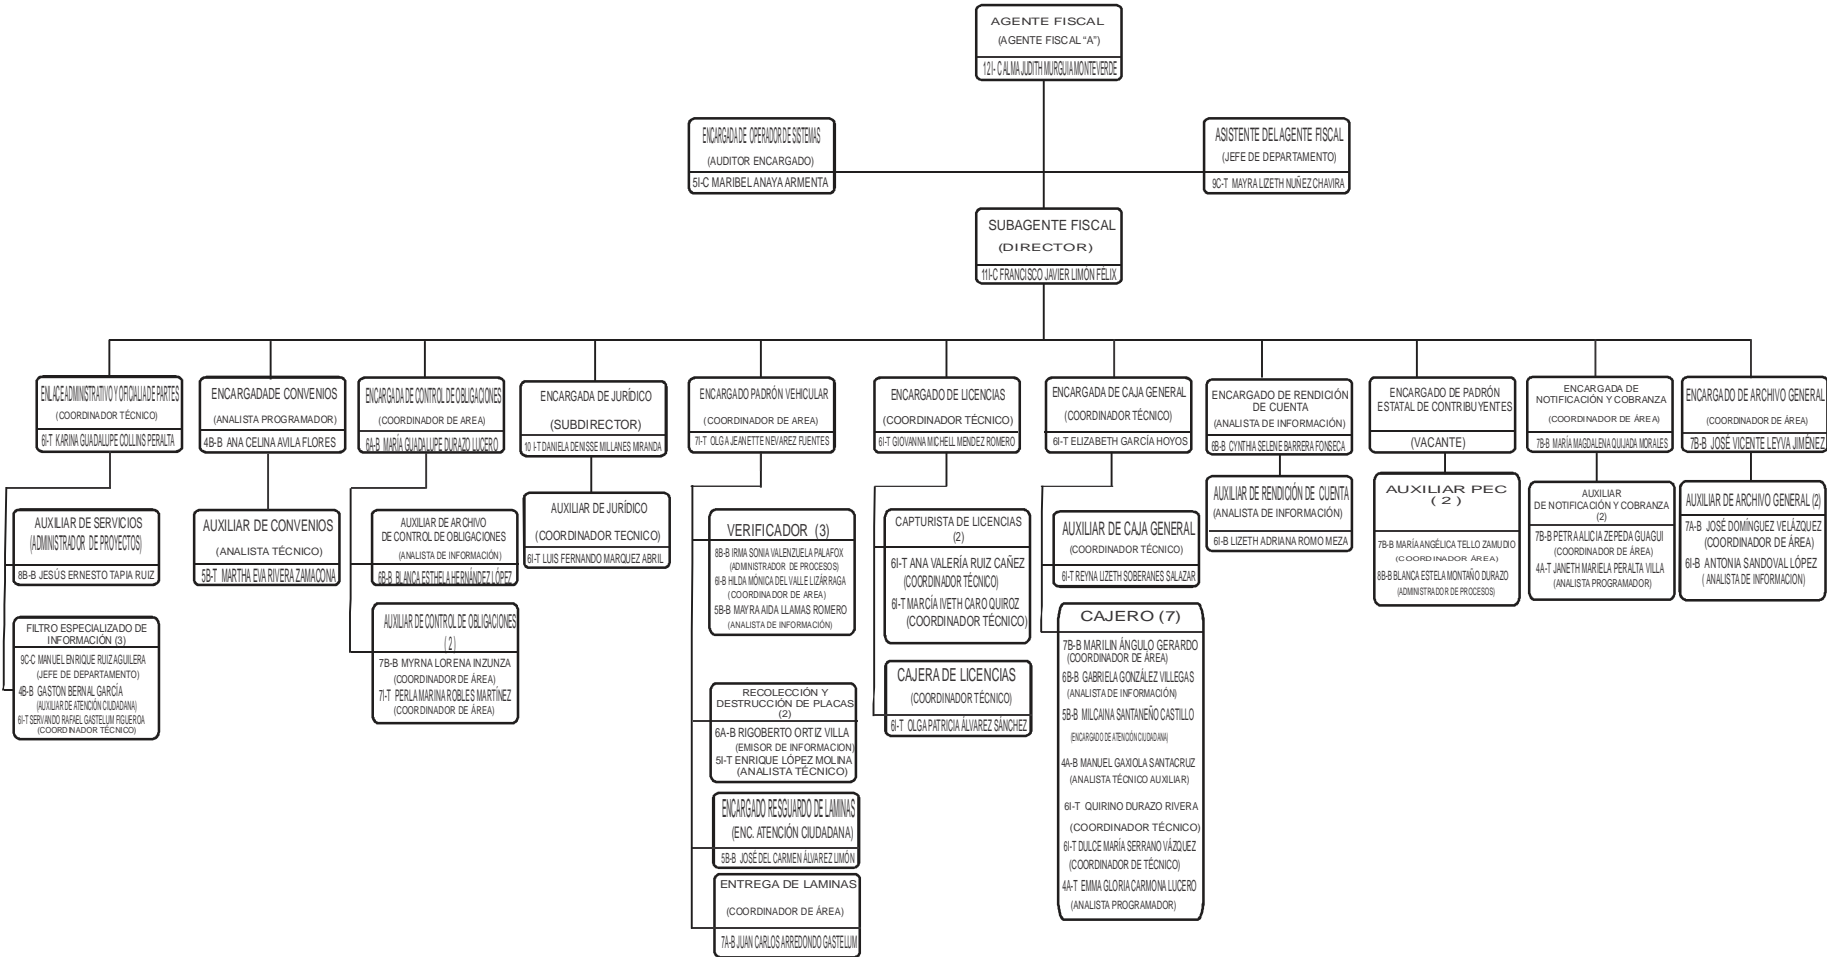 AGENTE FISCAL
(AGENTE FISCAL “A”)
12I- C ALMA JUDITH MURGUIA MONTEVERDE
ENCARGADA DE OPERADOR DE SISTEMAS
(AUDITOR ENCARGADO)
5I-C MARIBEL ANAYA ARMENTA
ASISTENTE DEL AGENTE FISCAL
(JEFE DE DEPARTAMENTO)
9C-T MAYRA LIZETH NUÑEZ CHAVIRA
SUBAGENTE FISCAL
(DIRECTOR)
11I-C FRANCISCO JAVIER LIMÓN FÉLIX
ENLACE ADMINISTRATIVO Y OFICIALIA DE PARTES
(COORDINADOR TÉCNICO)
6I-T KARINA GUADALUPE COLLINS PERALTA
AUXILIAR DE SERVICIOS
(ADMINISTRADOR DE PROYECTOS)
8B-B JESÚS ERNESTO TAPIA RUIZ
FILTRO ESPECIALIZADO DE
INFORMACIÓN (3)
9C-C MANUEL ENRIQUE RUIZ AGUILERA
(JEFE DE DEPARTAMENTO)
4B-B GASTON BERNAL GARCÍA
(AUXILIAR DE ATENCIÓN CIUDADANA)
6I-T SERVANDO RAFAEL GASTELUM FIGUEROA
(COORDINADOR TÉCNICO)
ENCARGADA DE CONVENIOS
(ANALISTA PROGRAMADOR)
4B-B ANA CELINA AVILA FLORES
AUXILIAR DE CONVENIOS
(ANALISTA TÉCNICO)
5B-T MARTHA EVA RIVERA ZAMACONA
ENCARGADA DE CONTROL DE OBLIGACIONES
(COORDINADOR DE AREA)
6A-B MARÍA GUADALUPE DURAZO LUCERO
AUXILIAR DE ARCHIVO
DE CONTROL DE OBLIGACIONES
(ANALISTA DE INFORMACIÓN)
6B-B BLANCA ESTHELA HERNÁNDEZ LÓPEZ
AUXILIAR DE CONTROL DE OBLIGACIONES
( 2 )
7B-B MYRNA LORENA INZUNZA
(COORDINADOR DE ÁREA)
7I-T PERLA MARINA ROBLES MARTÍNEZ
(COORDINADOR DE ÁREA)
ENCARGADA DE JURÍDICO
(SUBDIRECTOR)
10 I-T DANIELA DENISSE MILLANES MIRANDA
AUXILIAR DE JURÍDICO
(COORDINADOR TECNICO)
6I-T LUIS FERNANDO MARQUEZ ABRIL
ENCARGADO PADRÓN VEHICULAR
(COORDINADOR DE AREA)
7I-T OLGA JEANETTE NEVAREZ FUENTES
VERIFICADOR (3)
8B-B IRMA SONIA VALENZUELA PALAFOX
(ADMINISTRADOR DE PROCESOS)
6I-B HILDA MÓNICA DEL VALLE LIZÁRRAGA
(COORDINADOR DE AREA)
5B-B MAYRA AIDA LLAMAS ROMERO
(ANALISTA DE INFORMACIÓN)
RECOLECCIÓN Y
DESTRUCCIÓN DE PLACAS
(2)
6A-B RIGOBERTO ORTIZ VILLA
(EMISOR DE INFORMACION)
5I-T ENRIQUE LÓPEZ MOLINA
(ANALISTA TÉCNICO)
ENCARGADO RESGUARDO DE LAMINAS
(ENC. ATENCIÓN CIUDADANA)
5B-B JOSÉ DEL CARMEN ÁLVAREZ LIMÓN
ENTREGA DE LAMINAS
(COORDINADOR DE ÁREA)
7A-B JUAN CARLOS ARREDONDO GASTELUM
ENCARGADO DE LICENCIAS
(COORDINADOR TÉCNICO)
6I-T GIOVANNA MICHELL MENDEZ ROMERO
CAPTURISTA DE LICENCIAS
(2)
6I-T ANA VALERÍA RUIZ CAÑEZ
(COORDINADOR TÉCNICO)
6I-T MARCÍA IVETH CARO QUIROZ
(COORDINADOR TÉCNICO)
CAJERA DE LICENCIAS
(COORDINADOR TÉCNICO)
6I-T OLGA PATRICIA ÁLVAREZ SÁNCHEZ
ENCARGADA DE CAJA GENERAL
(COORDINADOR TÉCNICO)
6I-T ELIZABETH GARCÍA HOYOS
AUXILIAR DE CAJA GENERAL
(COORDINADOR TÉCNICO)
6I-T REYNA LIZETH SOBERANES SALAZAR
CAJERO (7)
7B-B MARILIN ÁNGULO GERARDO
(COORDINADOR DE ÁREA)
6B-B GABRIELA GONZÁLEZ VILLEGAS
(ANALISTA DE INFORMACIÓN)
5B-B MILCAINA SANTANEÑO CASTILLO
(ENCARGADO DE ATENCIÓN CIUDADANA)
4A-B MANUEL GAXIOLA SANTACRUZ
(ANALISTA TÉCNICO AUXILIAR)
6I-T QUIRINO DURAZO RIVERA
(COORDINADOR TÉCNICO)
6I-T DULCE MARÍA SERRANO VÁZQUEZ
(COORDINADOR DE TÉCNICO)
4A-T EMMA GLORIA CARMONA LUCERO
(ANALISTA PROGRAMADOR)
ENCARGADO DE RENDICIÓN
DE CUENTA
(ANALISTA DE INFORMACIÓN)
6B-B CYNTHIA SELENE BARRERA FONSECA
AUXILIAR DE RENDICIÓN DE CUENTA
(ANALISTA DE INFORMACIÓN)
6I-B LIZETH ADRIANA ROMO MEZA
ENCARGADO DE PADRÓN
ESTATAL DE CONTRIBUYENTES
(VACANTE)
AUXILIAR PEC
( 2 )
7B-B MARÍA ANGÉLICA TELLO ZAMUDIO
(COORDINADOR ÁREA)
8B-B BLANCA ESTELA MONTAÑO DURAZO
(ADMINISTRADOR DE PROCESOS)
ENCARGADA DE
NOTIFICACIÓN Y COBRANZA
(COORDINADOR DE ÁREA)
7B-B MARÍA MAGDALENA QUIJADA MORALES
AUXILIAR
DE NOTIFICACIÓN Y COBRANZA
(2)
7B-B PETRA ALICIA ZEPEDA GUAGUI
(COORDINADOR DE ÁREA)
4A-T JANETH MARIELA PERALTA VILLA
(ANALISTA PROGRAMADOR)
ENCARGADO DE ARCHIVO GENERAL
(COORDINADOR DE ÁREA)
7B-B JOSÉ VICENTE LEYVA JIMÉNEZ
AUXILIAR DE ARCHIVO GENERAL (2)
7A-B JOSÉ DOMÍNGUEZ VELÁZQUEZ
(COORDINADOR DE ÁREA)
6I-B ANTONIA SANDOVAL LÓPEZ
( ANALISTA DE INFORMACION)